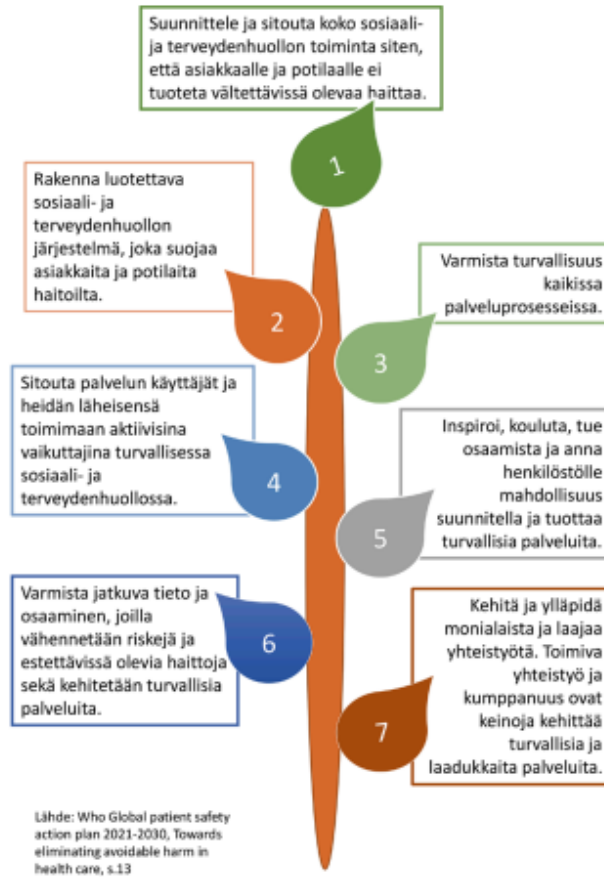 Suunnittele ja sitouta koko sosiaali-
ja terveydenhuollon toiminta siten,
että asiakkaalle ja potilaalle ei
tuoteta vältettävissä olevaa haittaa.
1
Rakenna luotettava
sosiaali- ja
terveydenhuollon
järjestelmä, joka suojaa
asiakkaita ja potilaita
haitoilta.
2
Varmista turvallisuus
kaikissa
palveluprosesseissa.
3
Sitouta palvelun käyttäjät ja
heidän läheisensä
toimimaan aktiivisina
vaikuttajina turvallisessa
sosiaali- ja
terveydenhuollossa.
4
Inspiroi, kouluta, tue
osaamista ja anna
henkilöstölle
mahdollisuus
suunnitella ja tuottaa
turvallisia palveluita.
5
Varmista jatkuva tieto ja
osaaminen, joilla
vähennetään riskejä ja
estettävissä olevia haittoja
sekä kehitetään turvallisia
palveluita.
6
Kehitä ja ylläpidä
monialaista ja laajaa
yhteistyötä. Toimiva
yhteistyö ja
kumppanuus ovat
keinoja kehittää
turvallisia ja
laadukkaita palveluita.
7
Lähde: Who Global patient safety
action plan 2021-2030, Towards
eliminating avoidable harm in
health care, s.13